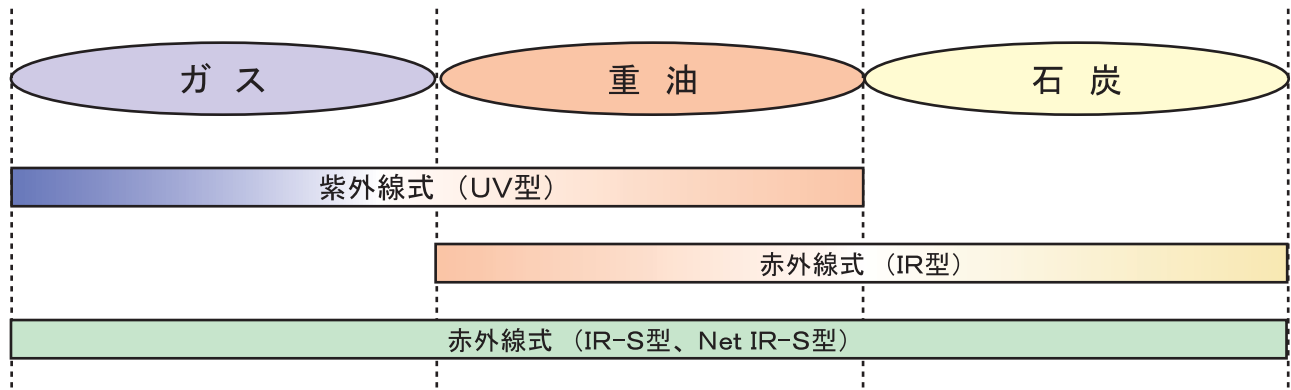 ガス
重油
石炭
紫外線式（UV型）
赤外線式（IR型）
赤外線式（IR-S型、Net IR-S型）